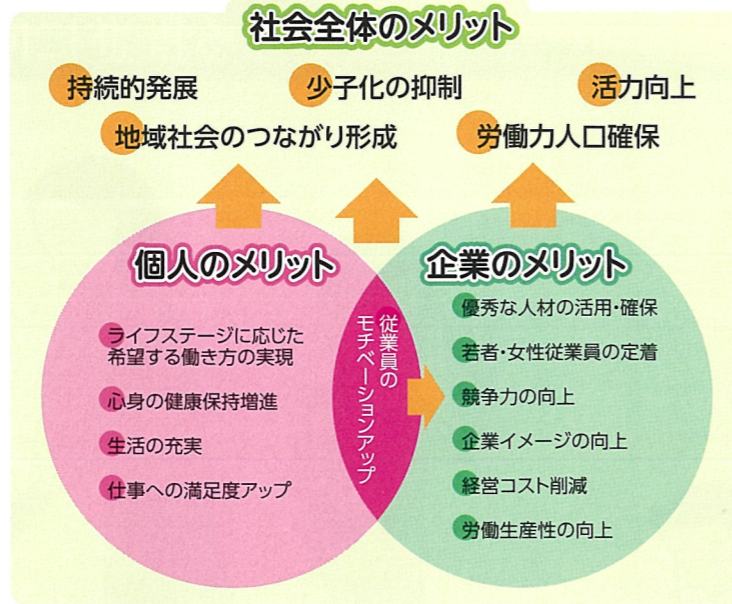 社会全体のメリット
持続的発展
少子化の抑制
活力向上
地域社会のつながり形成
労働力人口確保
個人のメリット
ライフステージに応じた
希望する働き方の実現
心身の健康保持増進
生活の充実
仕事への満足度アップ
従業員の
モチベーションアップ
企業のメリット
優秀な人材の活用・確保
若者・女性従業員の定着
競争力の向上
企業イメージの向上
経営コスト削減
労働生産性の向上